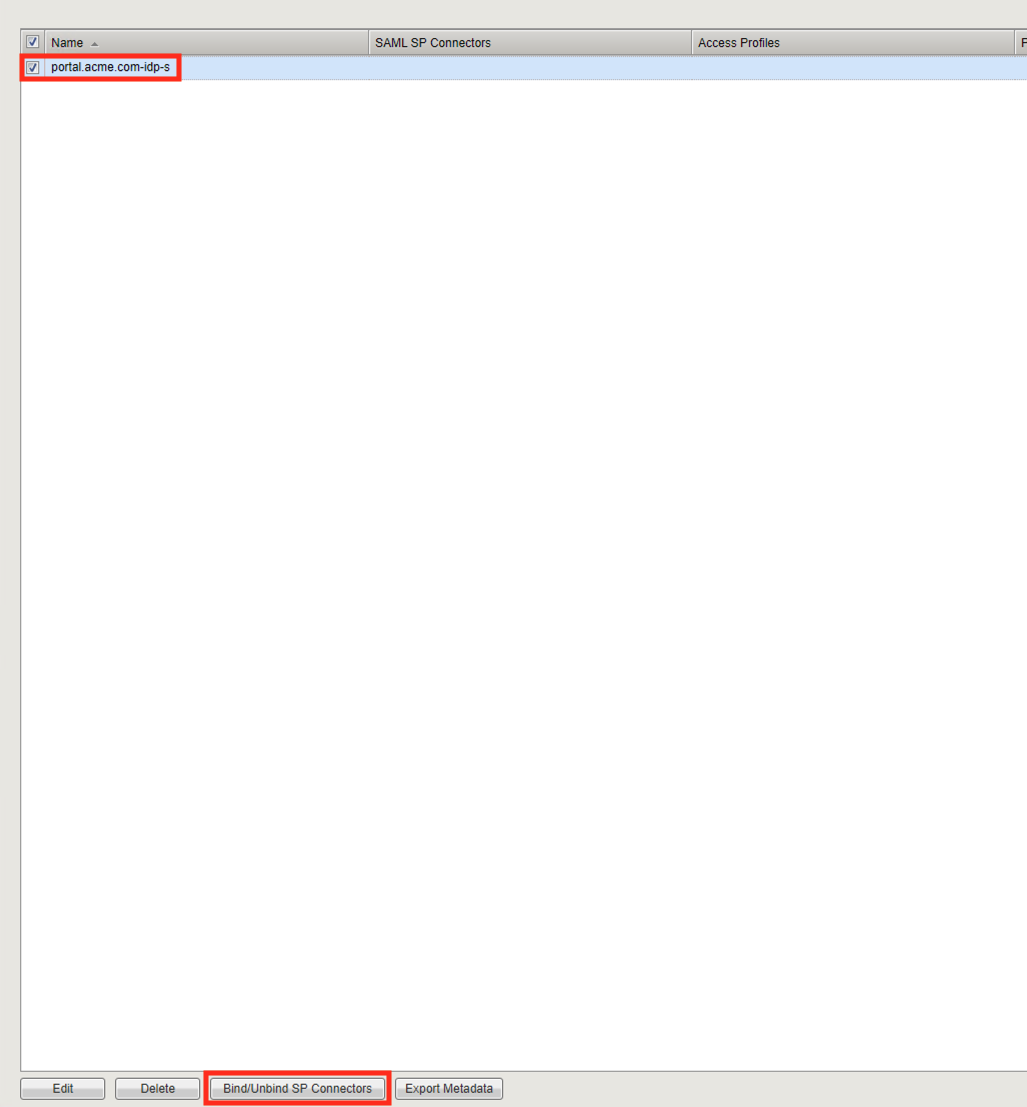 Name SAML SP Connectors Access Profiles
portal.acme.com-idp-s
Edit Delete Bind/Unbind SP Connectors Export Metadata